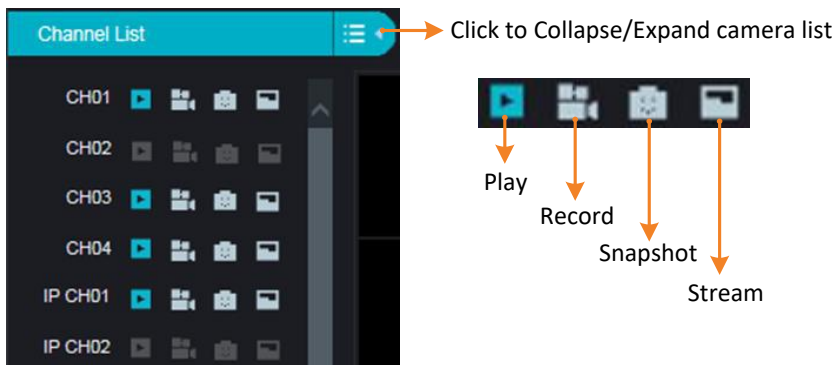 Channel List
Click to Collapse/Expand camera list
CH01
CH02
CH03
CH04
IP CH01
IP CH02
Play
Record
Snapshot
Stream